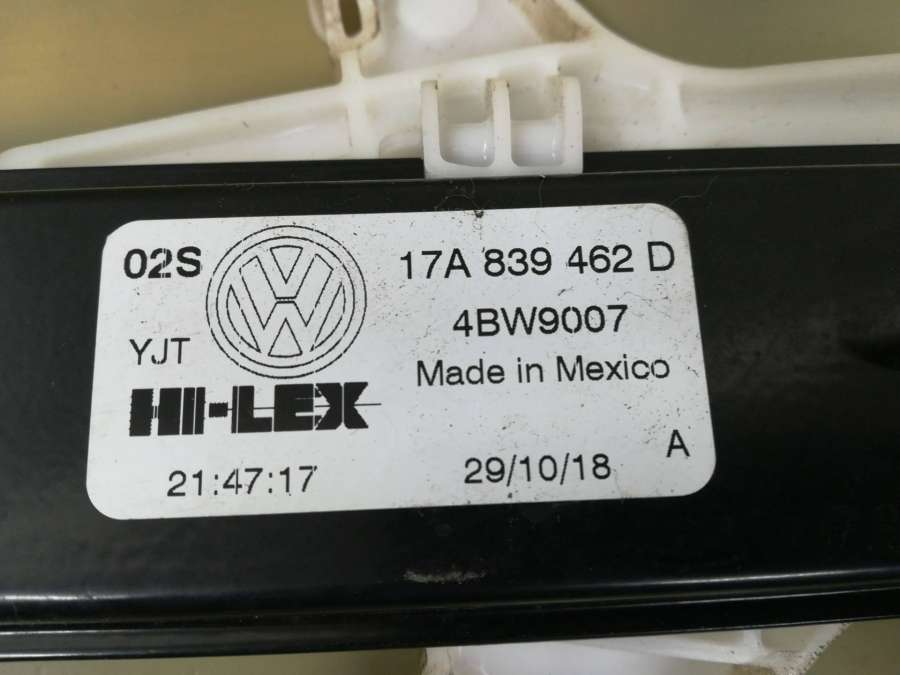 02S
17A 839 462 D
4BW9007
YJT
Made in Mexico
HI-LEX
A
21:47:17
29/10/18